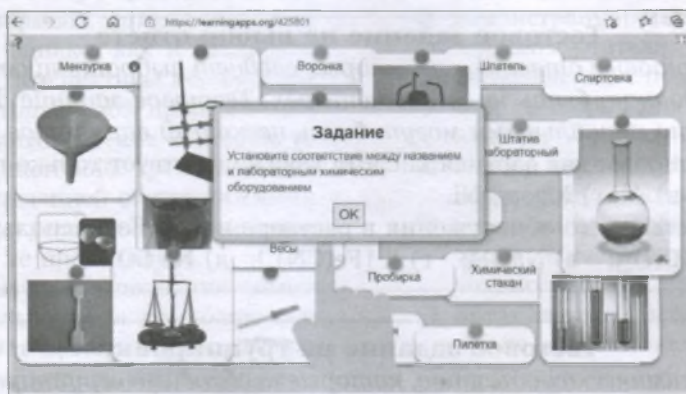 https://learningapps.org/425801
?
Мензурка
Воронка
Шпатель
Спиртовка
Задание
Установите соответствие между названием
и лабораторным химическим
оборудованием
OK
Штатив
лабораторный
Весы
Пробирка
Химический
стакан
Пипетка